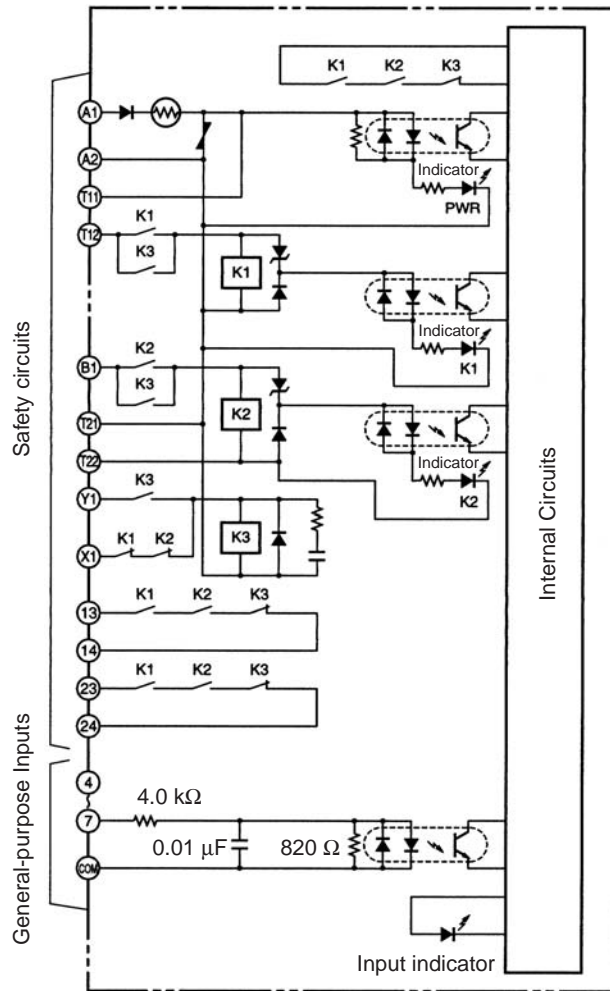 K1 K2 K3
A1
A2
Indicator
PWR
T11
T12
K1
K3
K1
Indicator
K1
B1
K2
K3
K2
T21
T22
Indicator
K2
Y1
K3
K3
X1
K1 K2
13
K1 K2 K3
14
23
K1 K2 K3
24
4
7
4.0 kΩ
0.01 μF
820 Ω
COM
Input indicator
Safety circuits
General-purpose Inputs
Internal Circuits